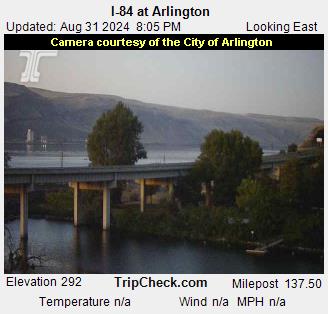 I-84 at Arlington
Updated: Aug 31 2024 8:05 PM Looking East
Camera courtesy of the City of Arlington
Elevation 292 TripCheck.com Milepost 137.50
Temperature n/a Wind n/a MPH n/a